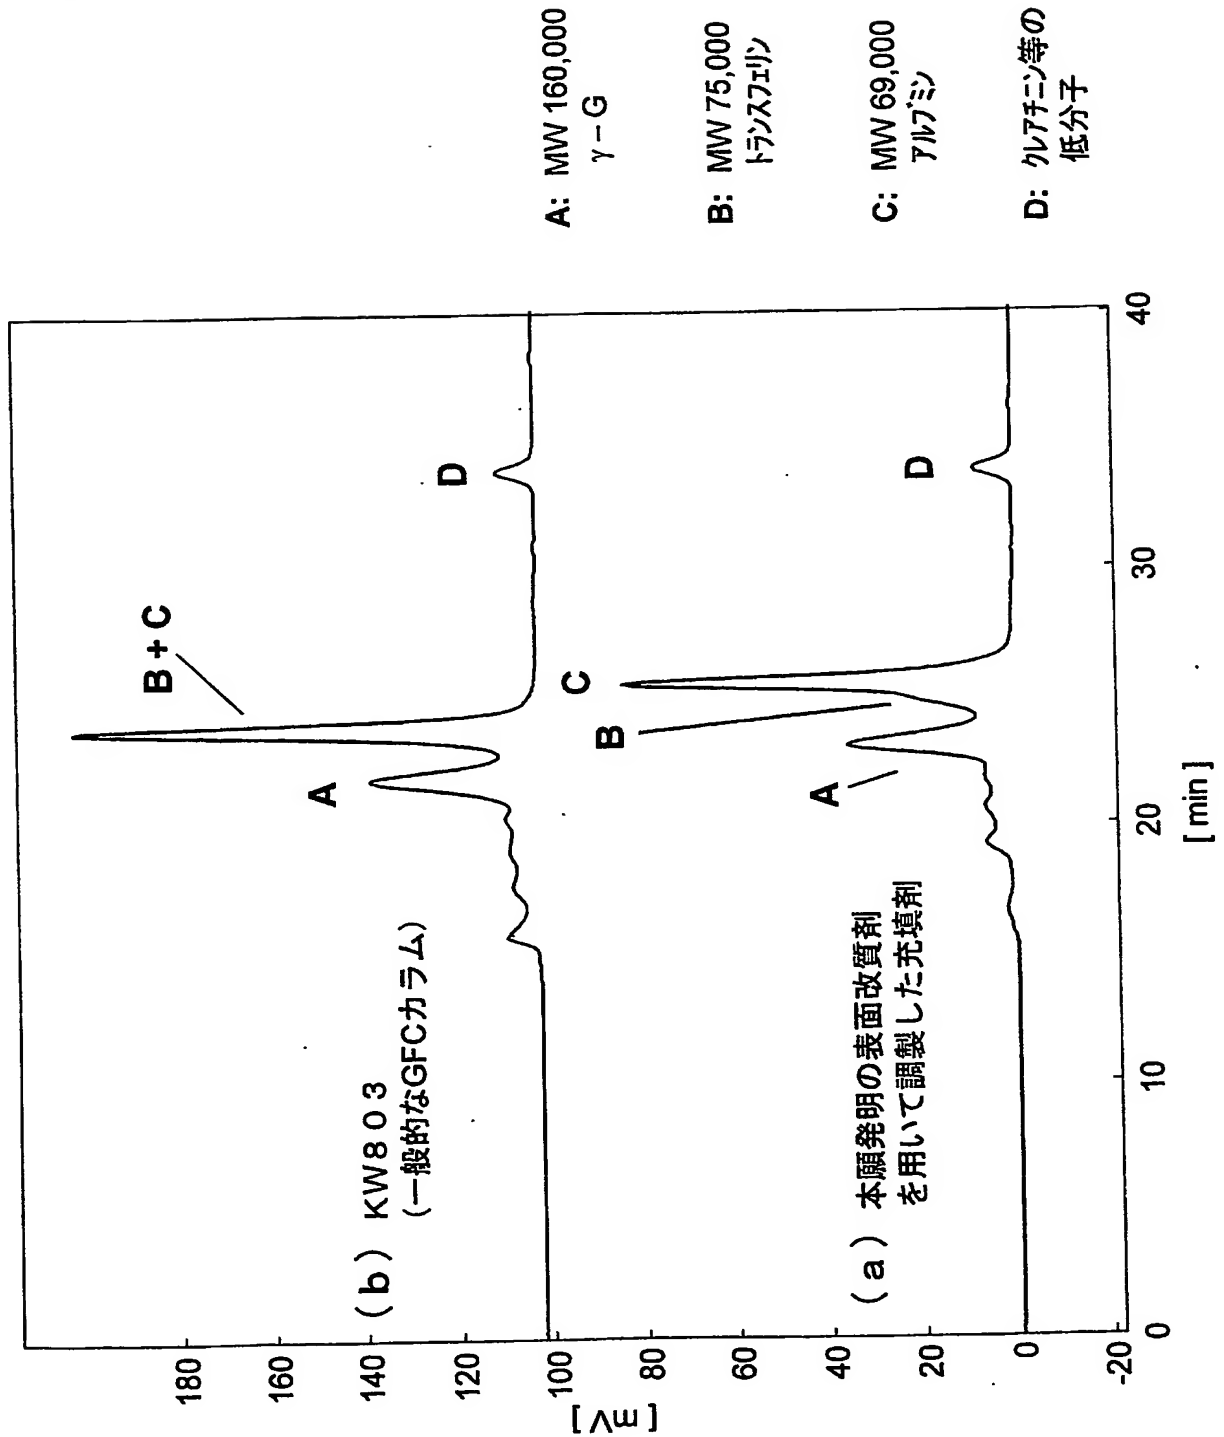 A: MW 160,000
γ－G
B: MW 75,000
トランスフェリン
C: MW 69,000
アルブミン
D: クレアチニン等の
低分子
(b) KW803
(一般的なGFCカラム)
A
B+C
D
(a) 本願発明の表面改質剤
を用いて調製した充填剤
A
B
C
D
[mV]
180
160
140
120
100
80
60
40
20
0
-20
0
10
20
30
40
[min]